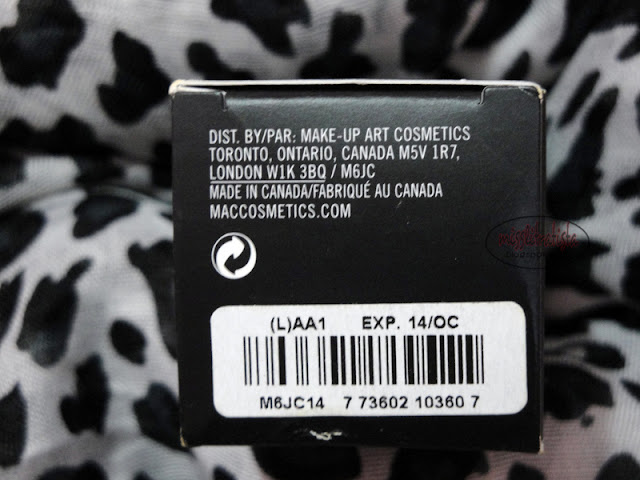 DIST. BY/PAR: MAKE-UP ART COSMETICS
TORONTO, ONTARIO, CANADA M5V 1R7,
LONDON W1K 3BQ / M6JC
MADE IN CANADA/FABRIQUÉ AU CANADA
MACCOSMETICS.COM
(L)AA1 EXP. 14/OC
M6JC14 7 73602 10360 7